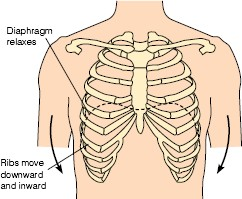 Diaphragm
relaxes
Ribs move
downward
and inward